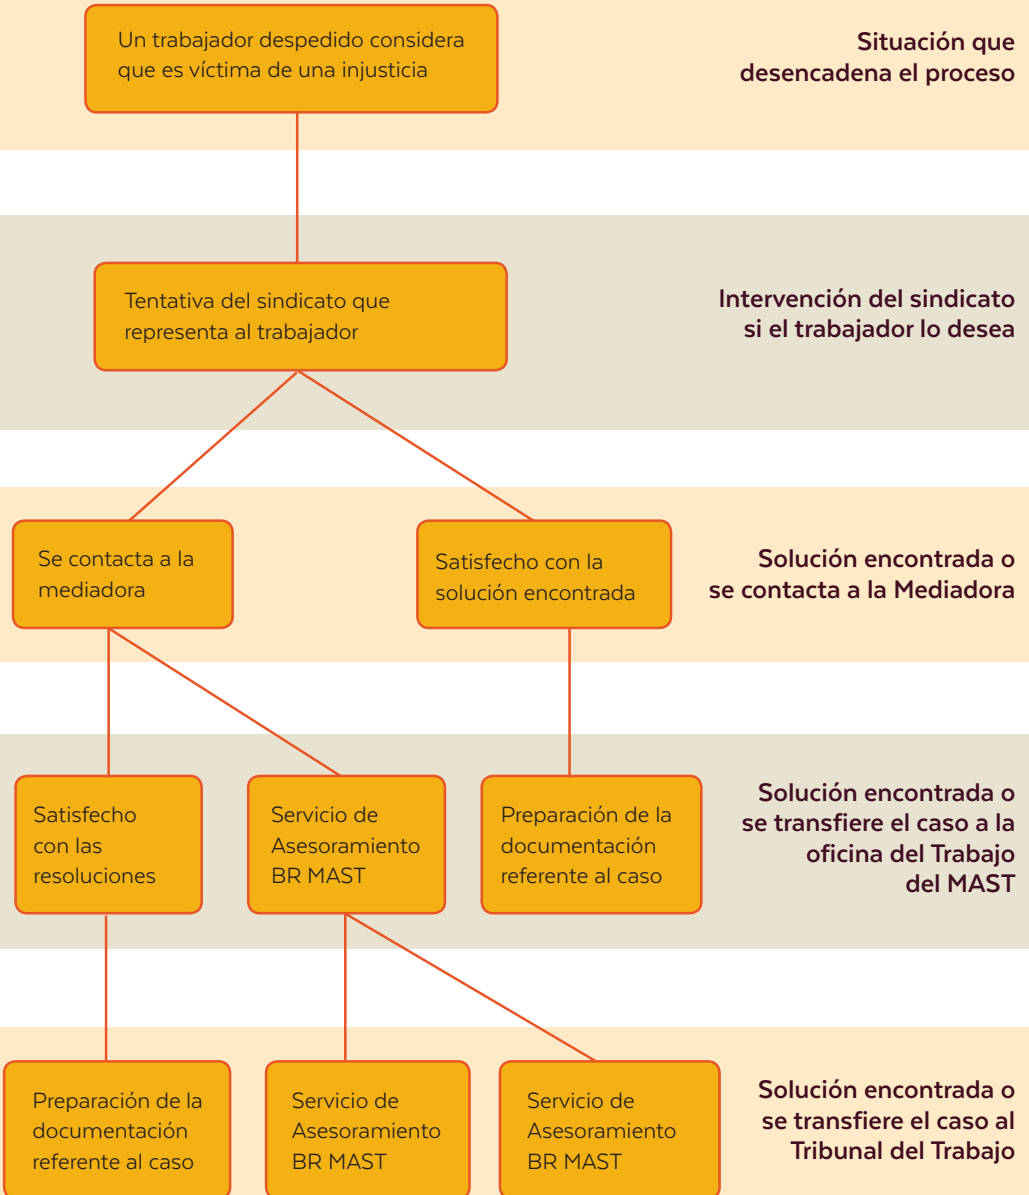 Un trabajador despedido considera
que es víctima de una injusticia
Situación que
desencadena el proceso
Tentativa del sindicato que
representa al trabajador
Intervención del sindicato
si el trabajador lo desea
Se contacta a la
mediadora
Satisfecho con la
solución encontrada
Solución encontrada o
se contacta a la Mediadora
Satisfecho
con las
resoluciones
Servicio de
Asesoramiento
BR MAST
Preparación de la
documentación
referente al caso
Solución encontrada o
se transfiere el caso a la
oficina del Trabajo
del MAST
Preparación de la
documentación
referente al caso
Servicio de
Asesoramiento
BR MAST
Servicio de
Asesoramiento
BR MAST
Solución encontrada o
se transfiere el caso al
Tribunal del Trabajo